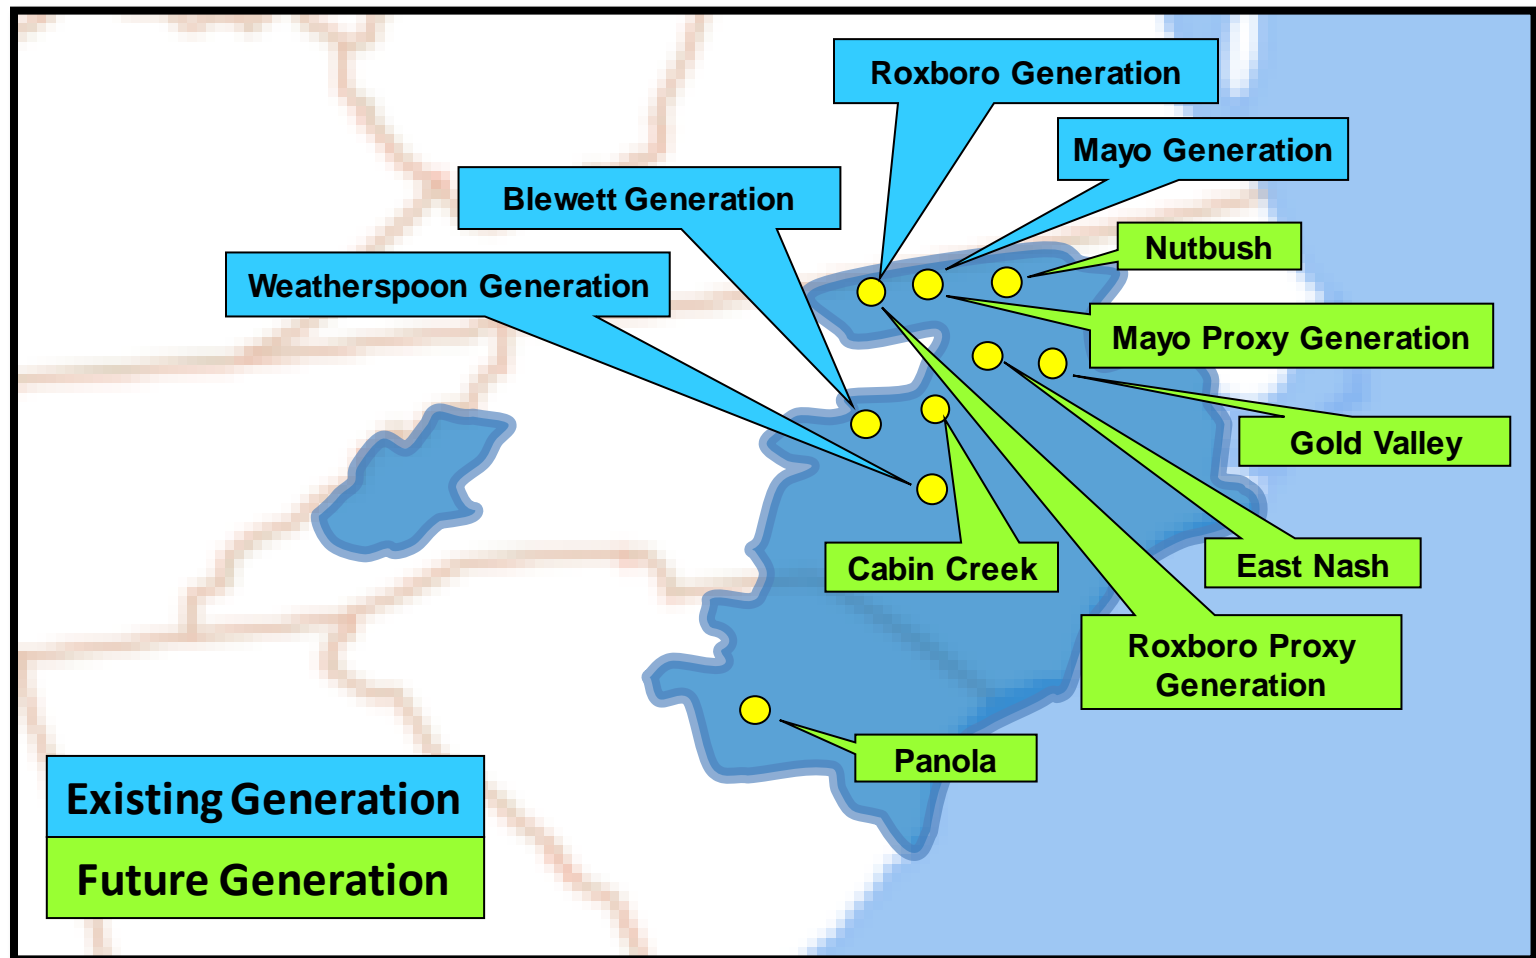 Roxboro Generation
Mayo Generation
Blewett Generation
Nutbush
Weatherspoon Generation
Mayo Proxy Generation
Gold Valley
Cabin Creek
East Nash
Roxboro Proxy
Generation
Panola
Existing Generation
Future Generation